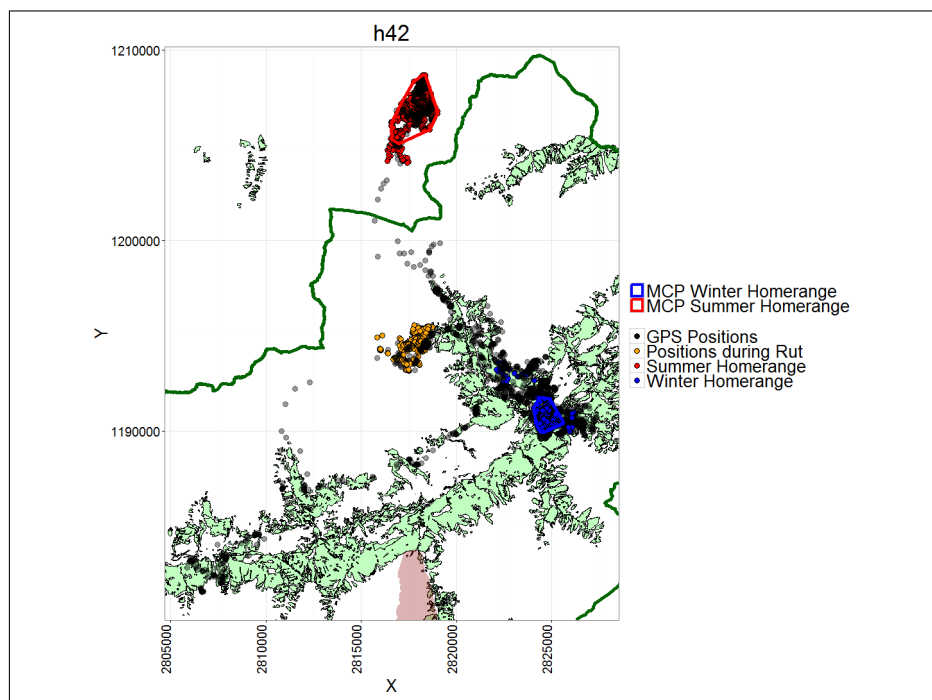 h42
1210000
1200000
1190000
Y
2805000
2810000
2815000
2820000
2825000
X
MCP Winter Homerange
MCP Summer Homerange
GPS Positions
Positions during Rut
Summer Homerange
Winter Homerange